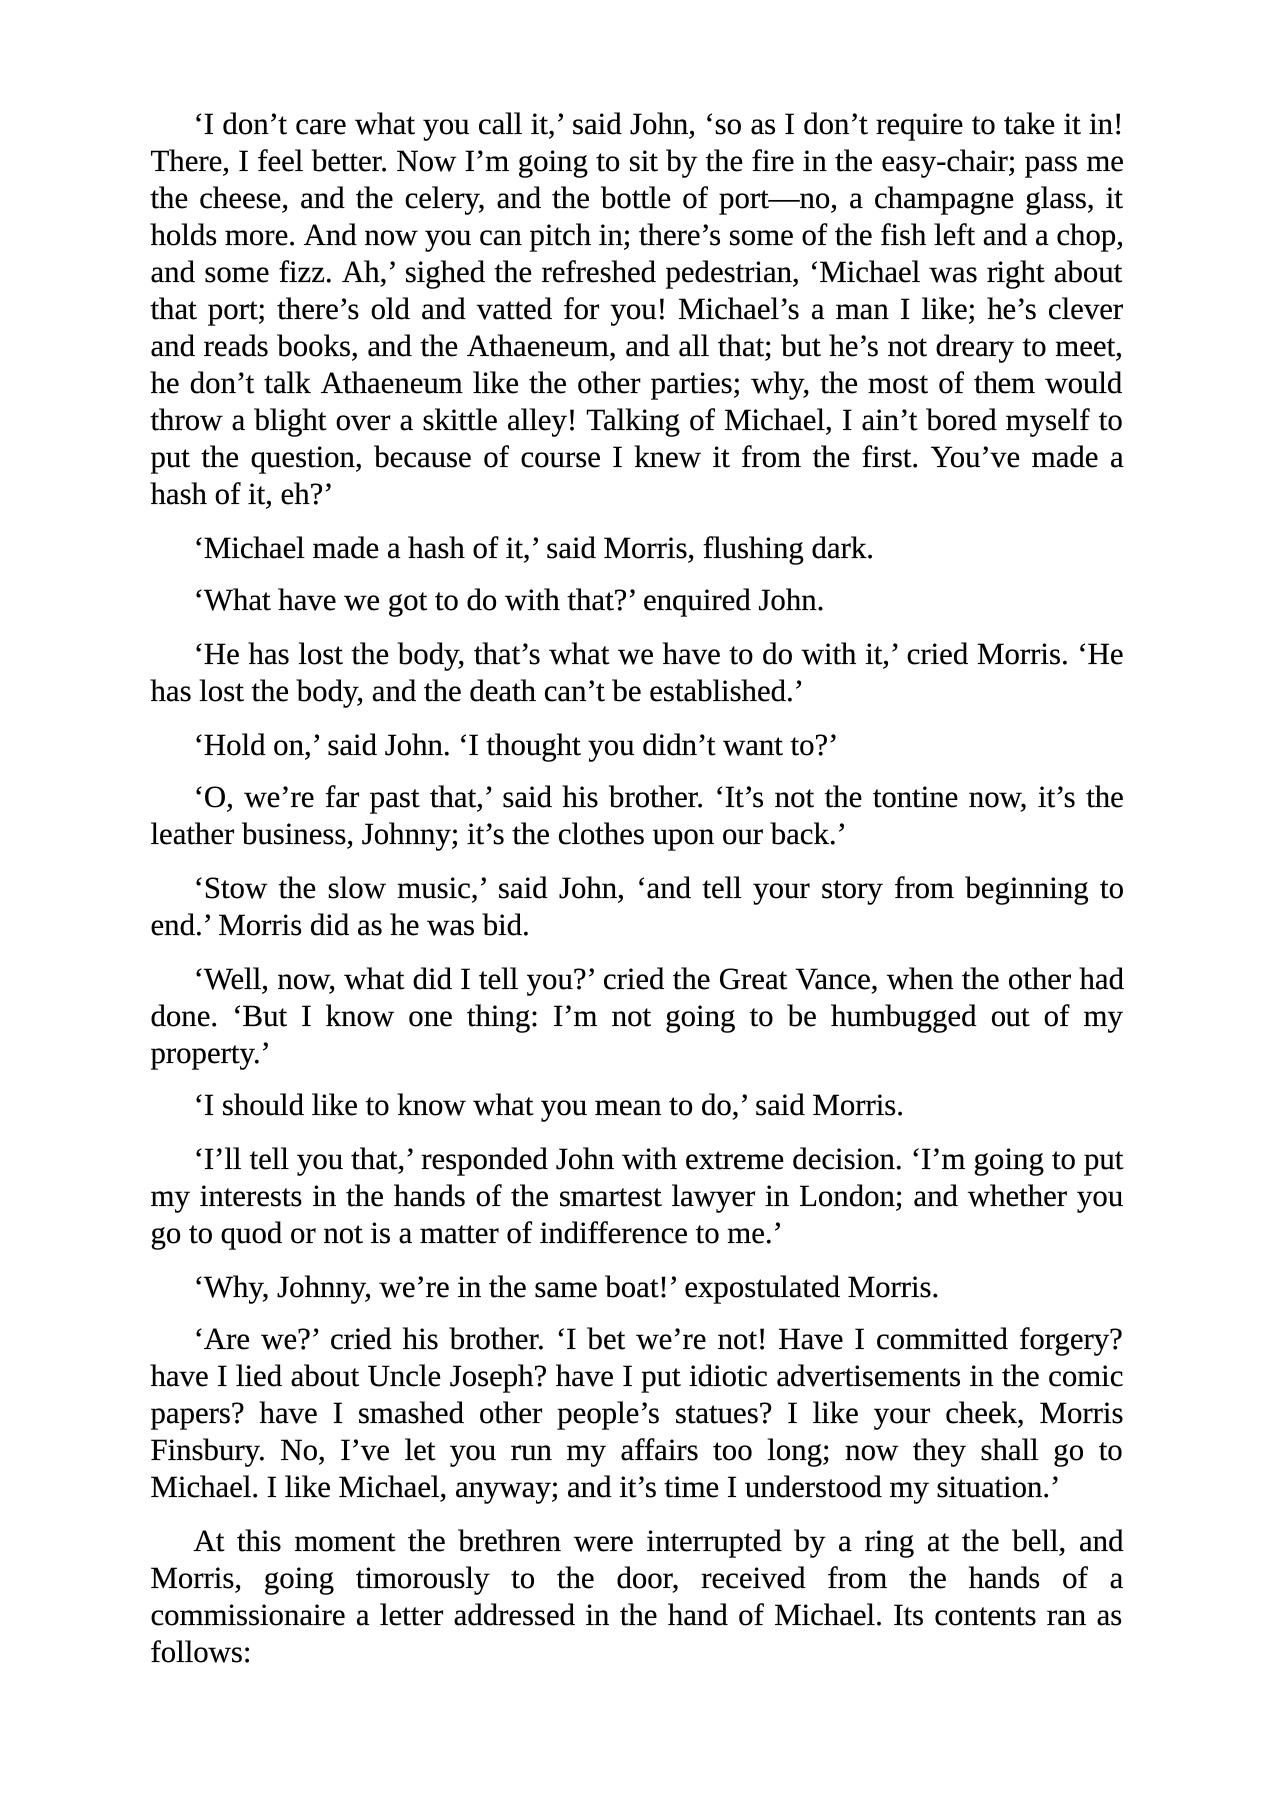 ‘I don’t care what you call it,’ said John, ‘so as I don’t require to take it in!
There, I feel better. Now I’m going to sit by the fire in the easy-chair; pass me
the cheese, and the celery, and the bottle of port—no, a champagne glass, it
holds more. And now you can pitch in; there’s some of the fish left and a chop,
and some fizz. Ah,’ sighed the refreshed pedestrian, ‘Michael was right about
that port; there’s old and vatted for you! Michael’s a man I like; he’s clever
and reads books, and the Athaeneum, and all that; but he’s not dreary to meet,
he don’t talk Athaeneum like the other parties; why, the most of them would
throw a blight over a skittle alley! Talking of Michael, I ain’t bored myself to
put the question, because of course I knew it from the first. You’ve made a
hash of it, eh?’
‘Michael made a hash of it,’ said Morris, flushing dark.
‘What have we got to do with that?’ enquired John.
‘He has lost the body, that’s what we have to do with it,’ cried Morris. ‘He
has lost the body, and the death can’t be established.’
‘Hold on,’ said John. ‘I thought you didn’t want to?’
‘O, we’re far past that,’ said his brother. ‘It’s not the tontine now, it’s the
leather business, Johnny; it’s the clothes upon our back.’
‘Stow the slow music,’ said John, ‘and tell your story from beginning to
end.’ Morris did as he was bid.
‘Well, now, what did I tell you?’ cried the Great Vance, when the other had
done. ‘But I know one thing: I’m not going to be humbugged out of my
property.’
‘I should like to know what you mean to do,’ said Morris.
‘I’ll tell you that,’ responded John with extreme decision. ‘I’m going to put
my interests in the hands of the smartest lawyer in London; and whether you
go to quod or not is a matter of indifference to me.’
‘Why, Johnny, we’re in the same boat!’ expostulated Morris.
‘Are we?’ cried his brother. ‘I bet we’re not! Have I committed forgery?
have I lied about Uncle Joseph? have I put idiotic advertisements in the comic
papers? have I smashed other people’s statues? I like your cheek, Morris
Finsbury. No, I’ve let you run my affairs too long; now they shall go to
Michael. I like Michael, anyway; and it’s time I understood my situation.’
At this moment the brethren were interrupted by a ring at the bell, and
Morris, going timorously to the door, received from the hands of a
commissionaire a letter addressed in the hand of Michael. Its contents ran as
follows: